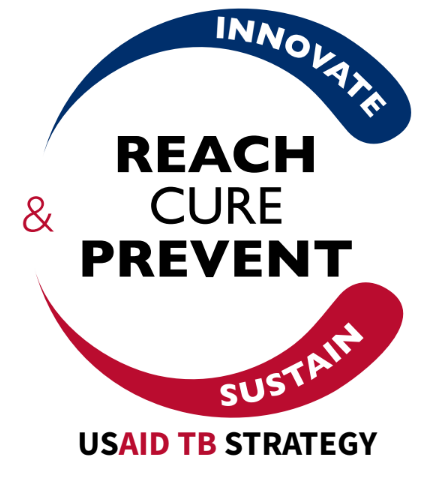 INNOVATE
REACH
CURE
&
PREVENT
SUSTAIN
USAID TB STRATEGY